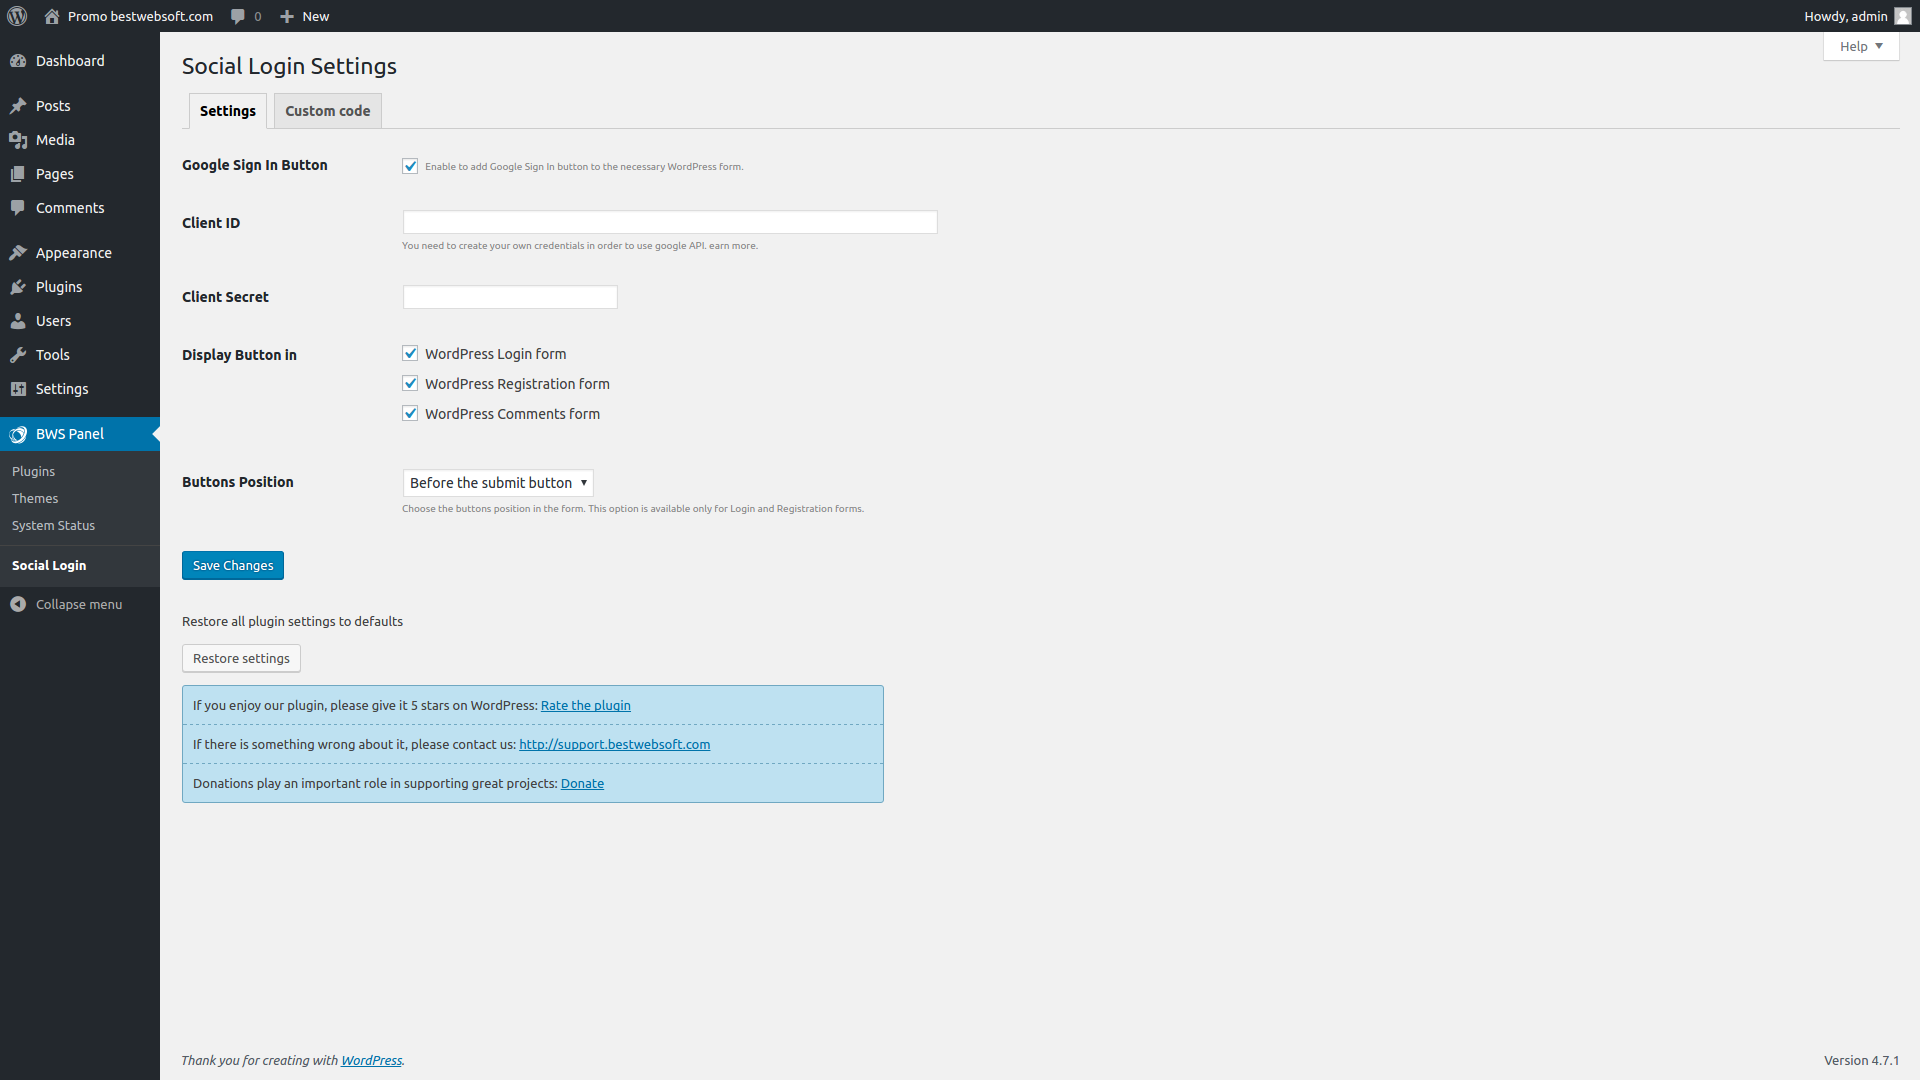 Promo bestwebsoft.com 0 New Howdy, admin
Help
Dashboard
Posts
Media
Pages
Comments
Appearance
Plugins
Users
Tools
Settings
BWS Panel
Plugins
Themes
System Status
Social Login
Collapse menu
Social Login Settings
Settings Custom code
Google Sign In Button Enable to add Google Sign In button to the necessary WordPress form.
Client ID
You need to create your own credentials in order to use google API. earn more.
Client Secret
Display Button in WordPress Login form
WordPress Registration form
WordPress Comments form
Buttons Position Before the submit button
Choose the buttons position in the form. This option is available only for Login and Registration forms.
Save Changes
Restore all plugin settings to defaults
Restore settings
If you enjoy our plugin, please give it 5 stars on WordPress: Rate the plugin
If there is something wrong about it, please contact us: http://support.bestwebsoft.com
Donations play an important role in supporting great projects: Donate
Thank you for creating with WordPress. Version 4.7.1